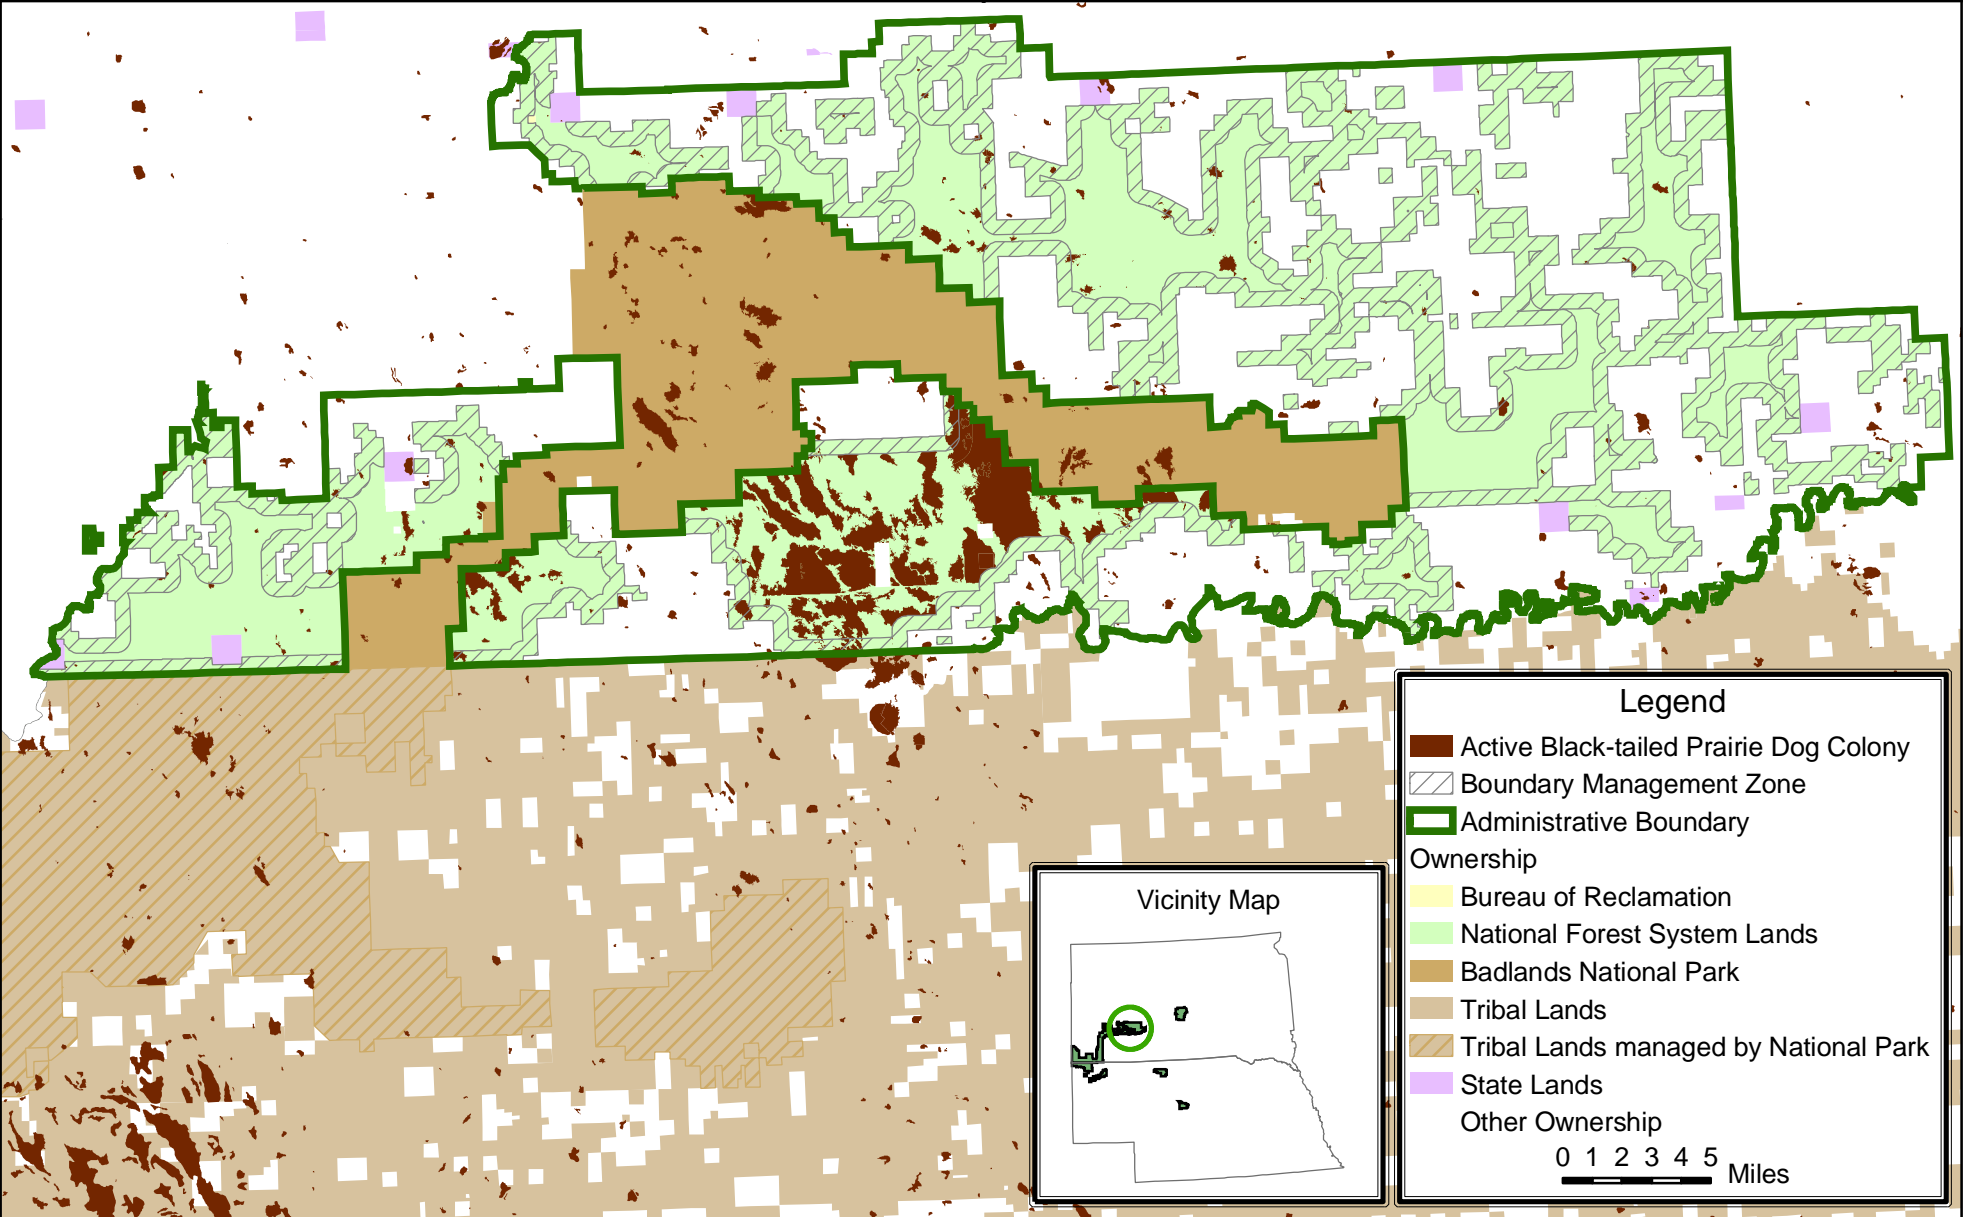 Legend
Active Black-tailed Prairie Dog Colony
Boundary Management Zone
Administrative Boundary
Ownership
Bureau of Reclamation
National Forest System Lands
Badlands National Park
Tribal Lands
Tribal Lands managed by National Park
State Lands
Other Ownership
0 1 2 3 4 5
Miles
Vicinity Map